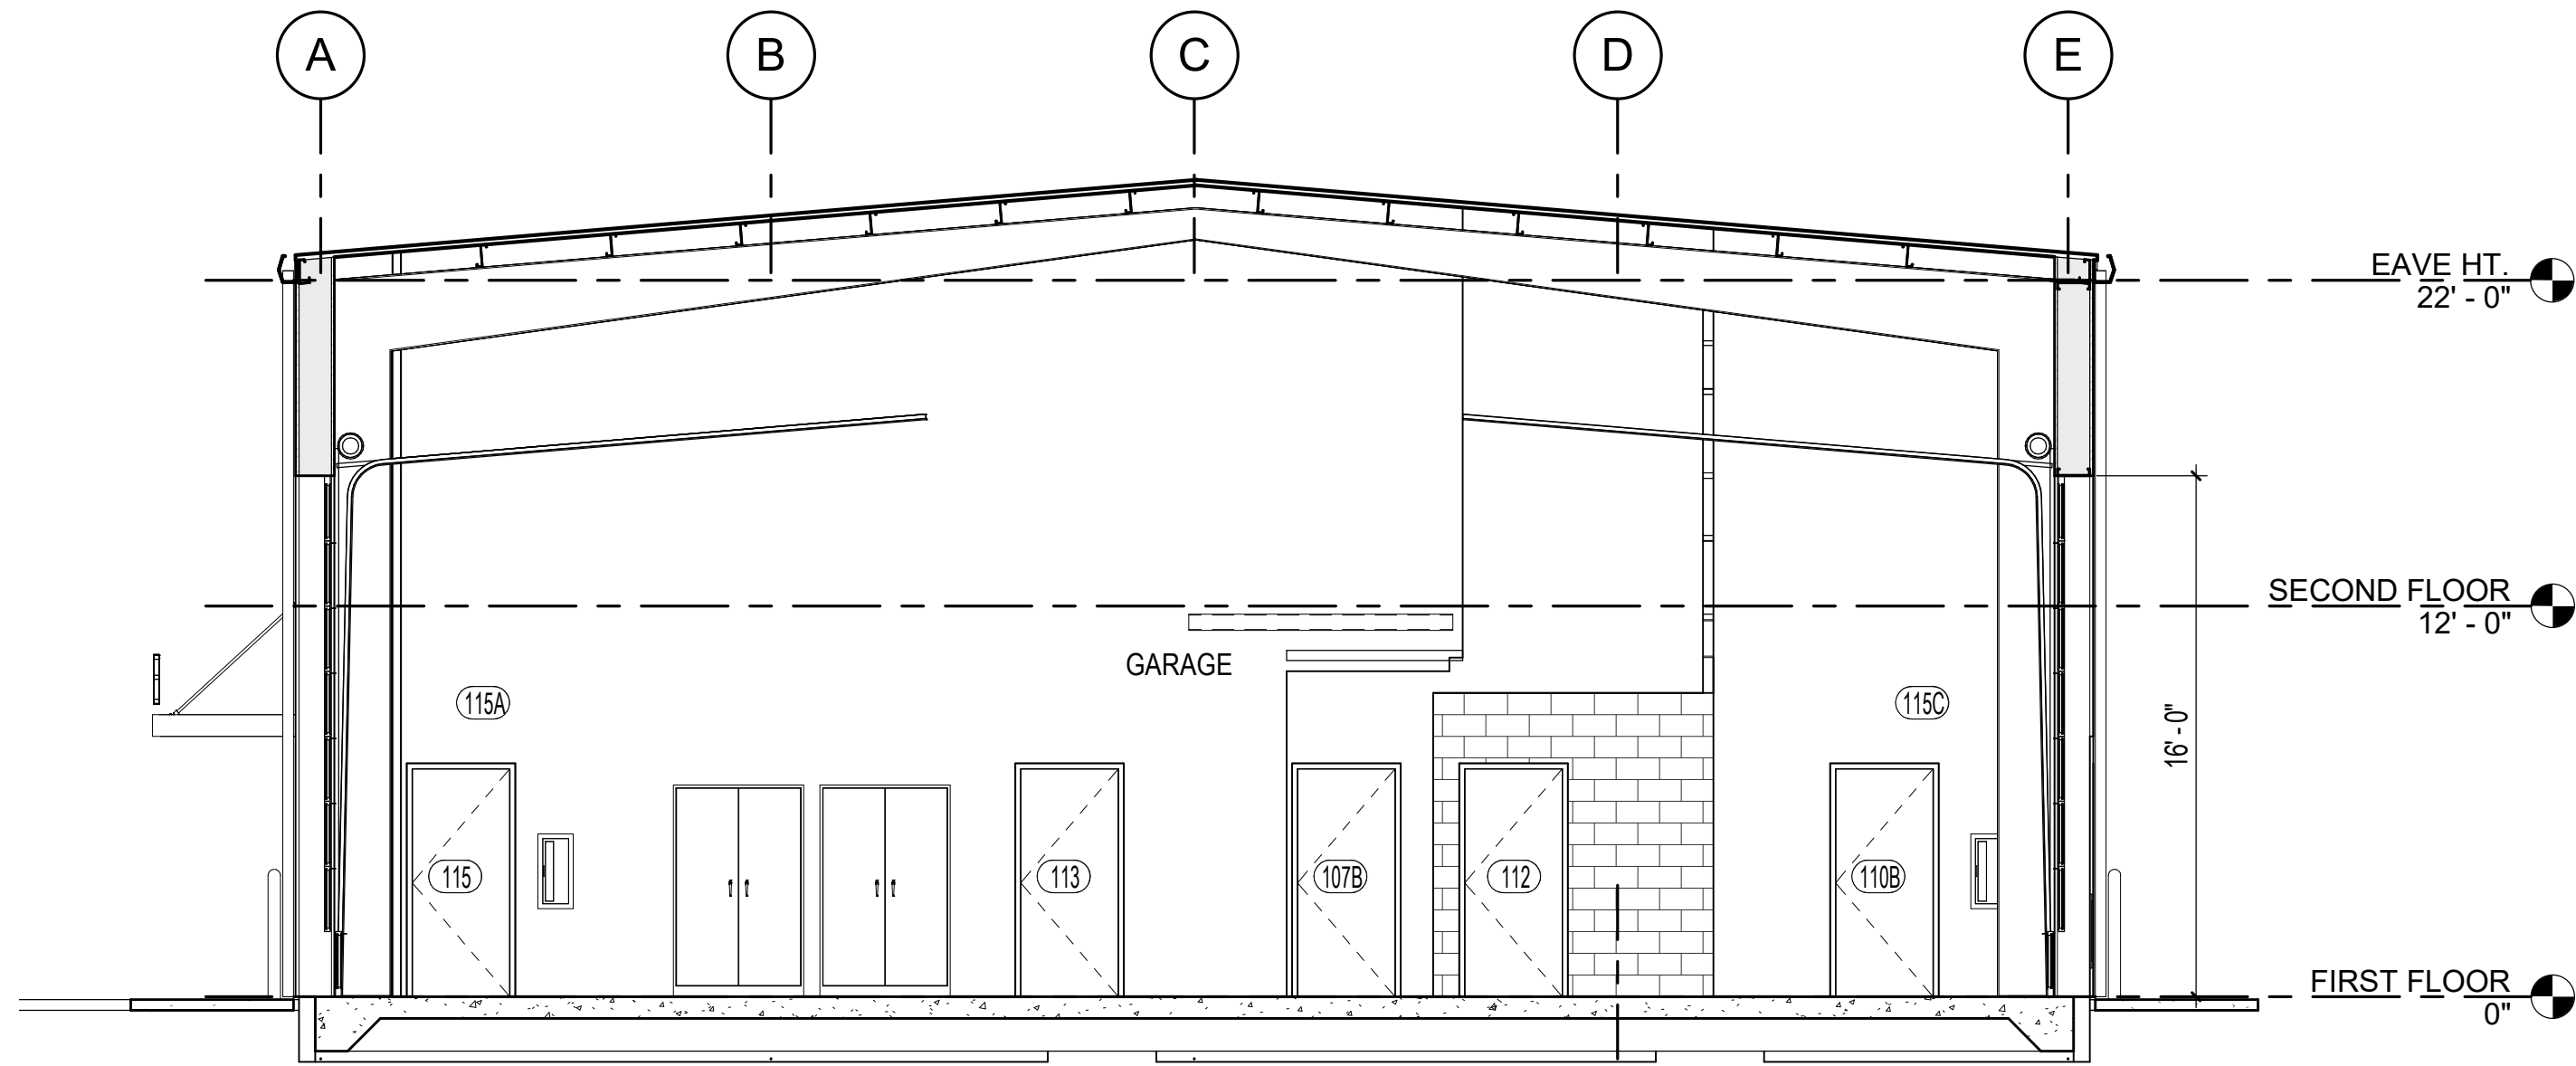 A
B
C
D
E
EAVE HT.
22' - 0"
SECOND FLOOR
12' - 0"
GARAGE
115A
115C
16' - 0"
115
113
107B
112
110B
FIRST FLOOR
0"